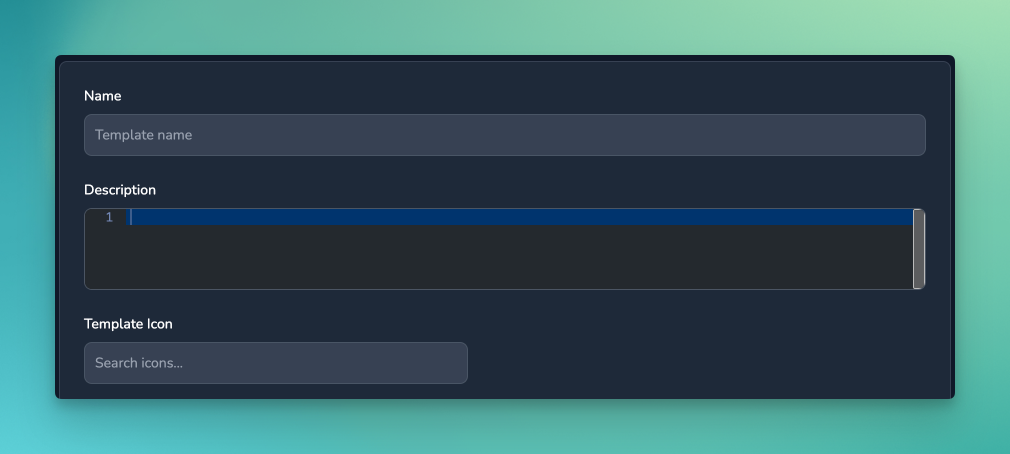 Name
Template name
Description
1
Template Icon
Search icons...